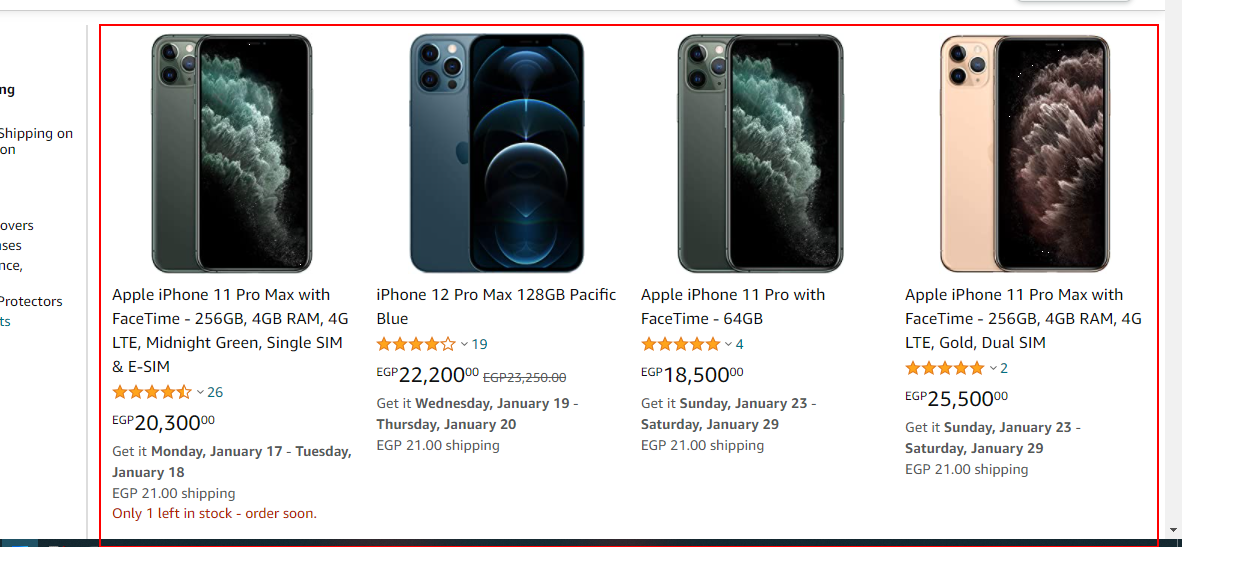 ng
Shipping on
on
overs
ases
nce,
Protectors
ts
Apple iPhone 11 Pro Max with
FaceTime - 256GB, 4GB RAM, 4G
LTE, Midnight Green, Single SIM
& E-SIM
26
EGP20,30000
Get it Monday, January 17 - Tuesday,
January 18
EGP 21.00 shipping
Only 1 left in stock - order soon.
iPhone 12 Pro Max 128GB Pacific
Blue
19
EGP22,20000 EGP23,250.00
Get it Wednesday, January 19 -
Thursday, January 20
EGP 21.00 shipping
Apple iPhone 11 Pro with
FaceTime - 64GB
4
EGP18,50000
Get it Sunday, January 23 -
Saturday, January 29
EGP 21.00 shipping
Apple iPhone 11 Pro Max with
FaceTime - 256GB, 4GB RAM, 4G
LTE, Gold, Dual SIM
2
EGP25,50000
Get it Sunday, January 23 -
Saturday, January 29
EGP 21.00 shipping